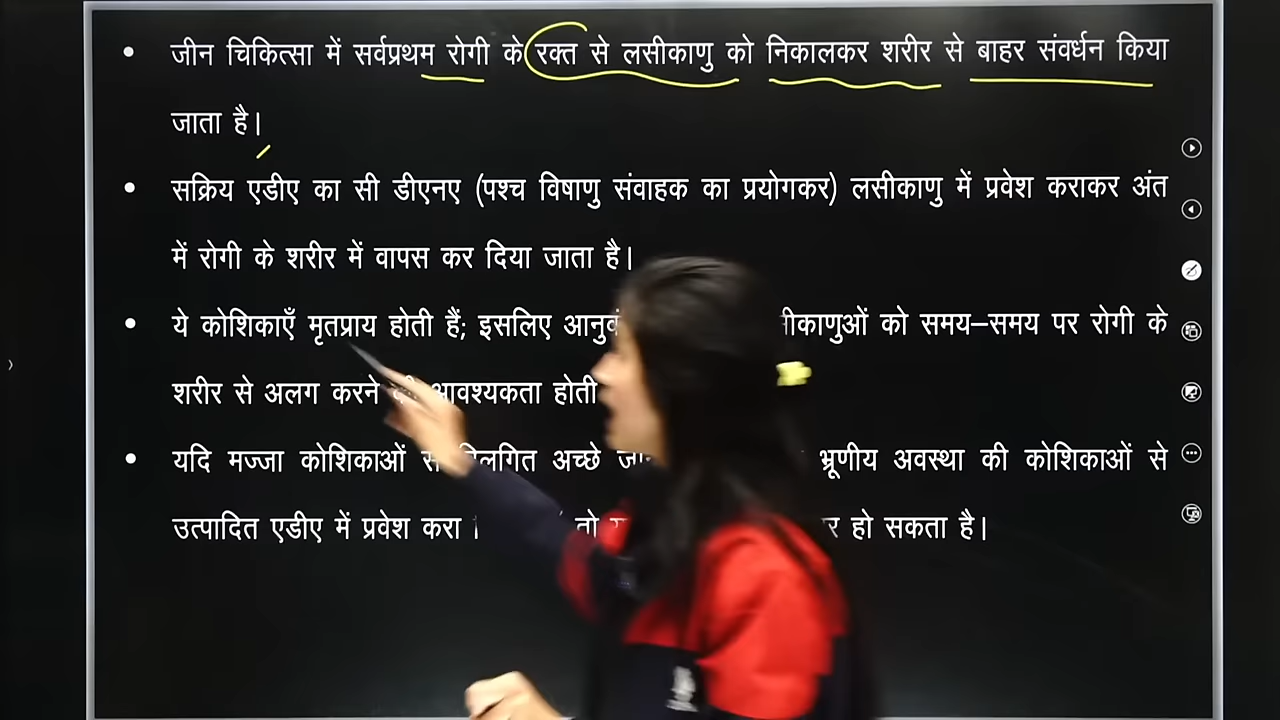 • जीन चिकित्सा में सर्वप्रथम रोगी के रक्त से लसीकाणु को निकालकर शरीर से बाहर संवर्धन किया
जाता है।
• सक्रिय एडीए का सी डीएनए (पश्च विषाणु संवाहक का प्रयोगकर) लसीकाणु में प्रवेश कराकर अंत
में रोगी के शरीर में वापस कर दिया जाता है।
• ये कोशिकाएँ मृतप्राय होती हैं; इसलिए को समय–समय पर रोगी के
शरीर से अलग करने आवश्यकता होती
• यदि मज्जा कोशिकाओं अच्छे भ्रूणीय अवस्था की कोशिकाओं से
उत्पादित एडीए में प्रवेश करा तो हो सकता है।